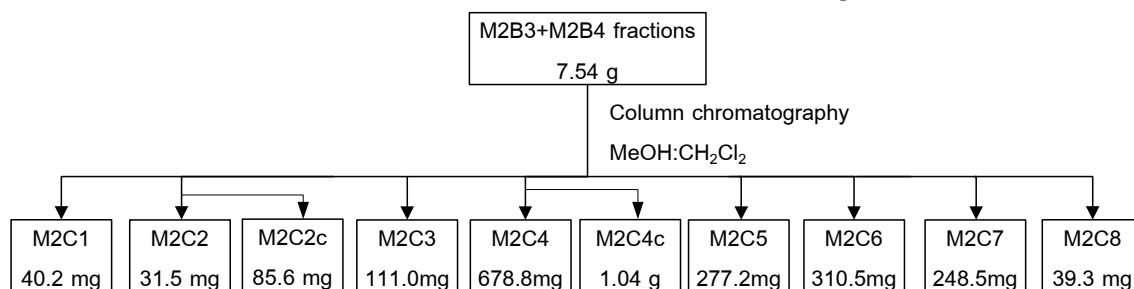 M2B3+M2B4 fractions
7.54 g
Column chromatography
MeOH:CH₂Cl₂
M2C1
40.2 mg
M2C2
31.5 mg
M2C2c
85.6 mg
M2C3
111.0mg
M2C4
678.8mg
M2C4c
1.04 g
M2C5
277.2mg
M2C6
310.5mg
M2C7
248.5mg
M2C8
39.3 mg